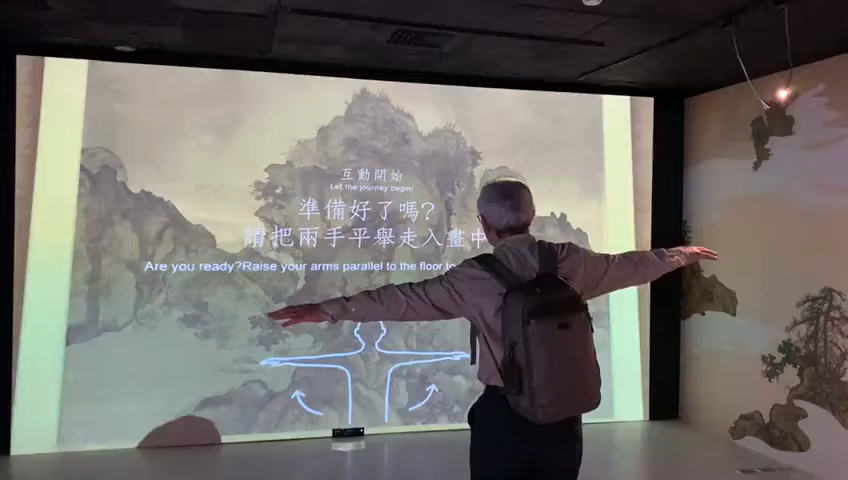 互動開始
Let the journey begin!
準備好了嗎?
請把兩手平舉走入畫中
Are you ready?Raise your arms parallel to the floor to